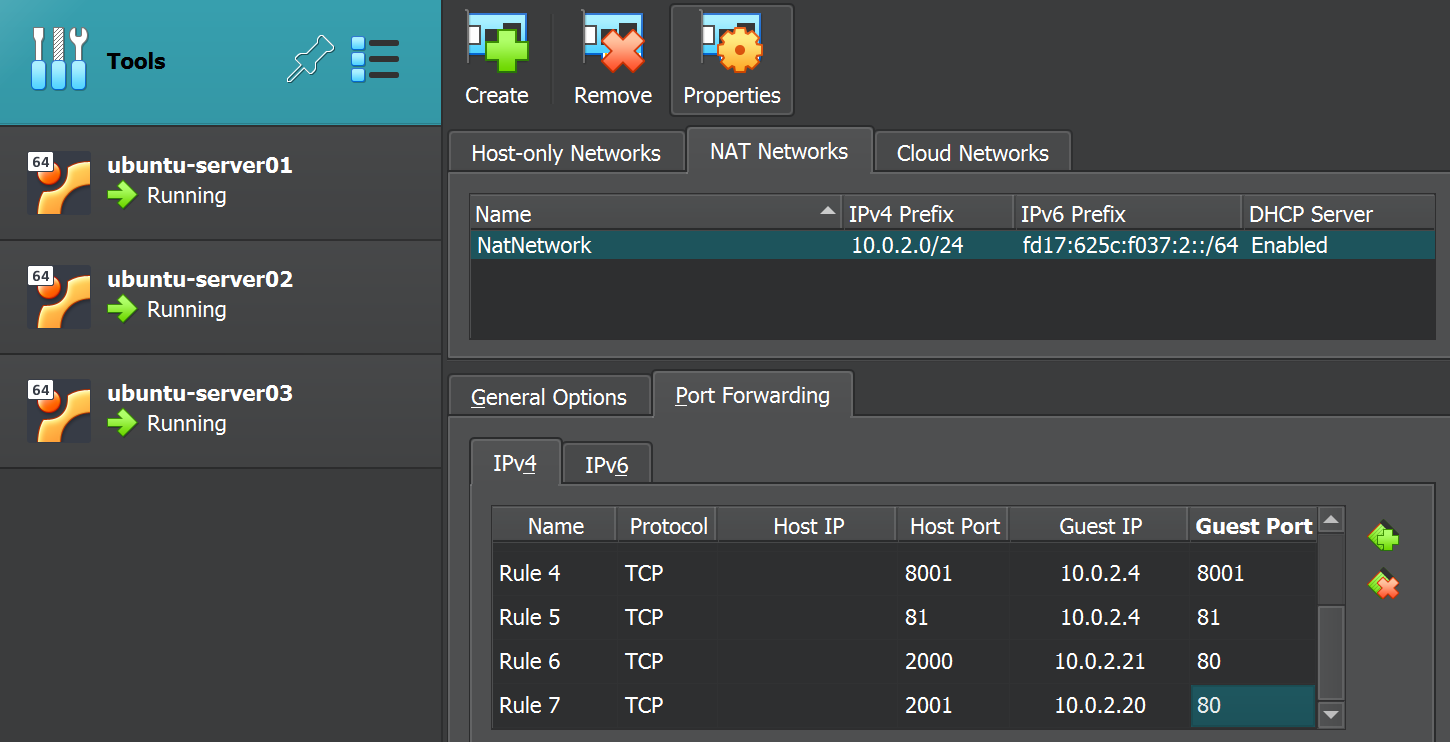 Tools
64
ubuntu-server01
Running
64
ubuntu-server02
Running
64
ubuntu-server03
Running
Create Remove Properties
Host-only Networks NAT Networks Cloud Networks
Name IPv4 Prefix IPv6 Prefix DHCP Server
NatNetwork 10.0.2.0/24 fd17:625c:f037:2::/64 Enabled
General Options Port Forwarding
IPv4 IPv6
Name Protocol Host IP Host Port Guest IP Guest Port
Rule 4 TCP 8001 10.0.2.4 8001
Rule 5 TCP 81 10.0.2.4 81
Rule 6 TCP 2000 10.0.2.21 80
Rule 7 TCP 2001 10.0.2.20 80